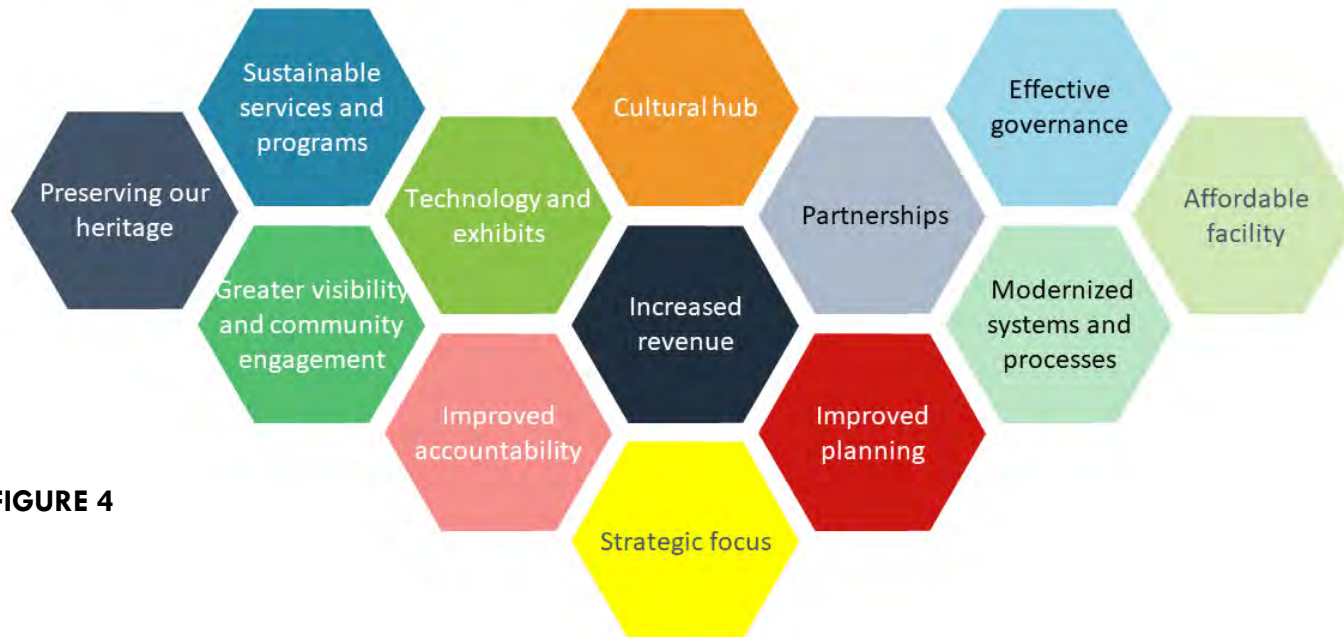 Sustainable
services and
programs
Cultural hub
Effective
governance
Preserving our
heritage
Technology and
exhibits
Partnerships
Affordable
facility
Greater visibility
and community
engagement
Increased
revenue
Modernized
systems and
processes
Improved
accountability
Improved
planning
FIGURE 4
Strategic focus